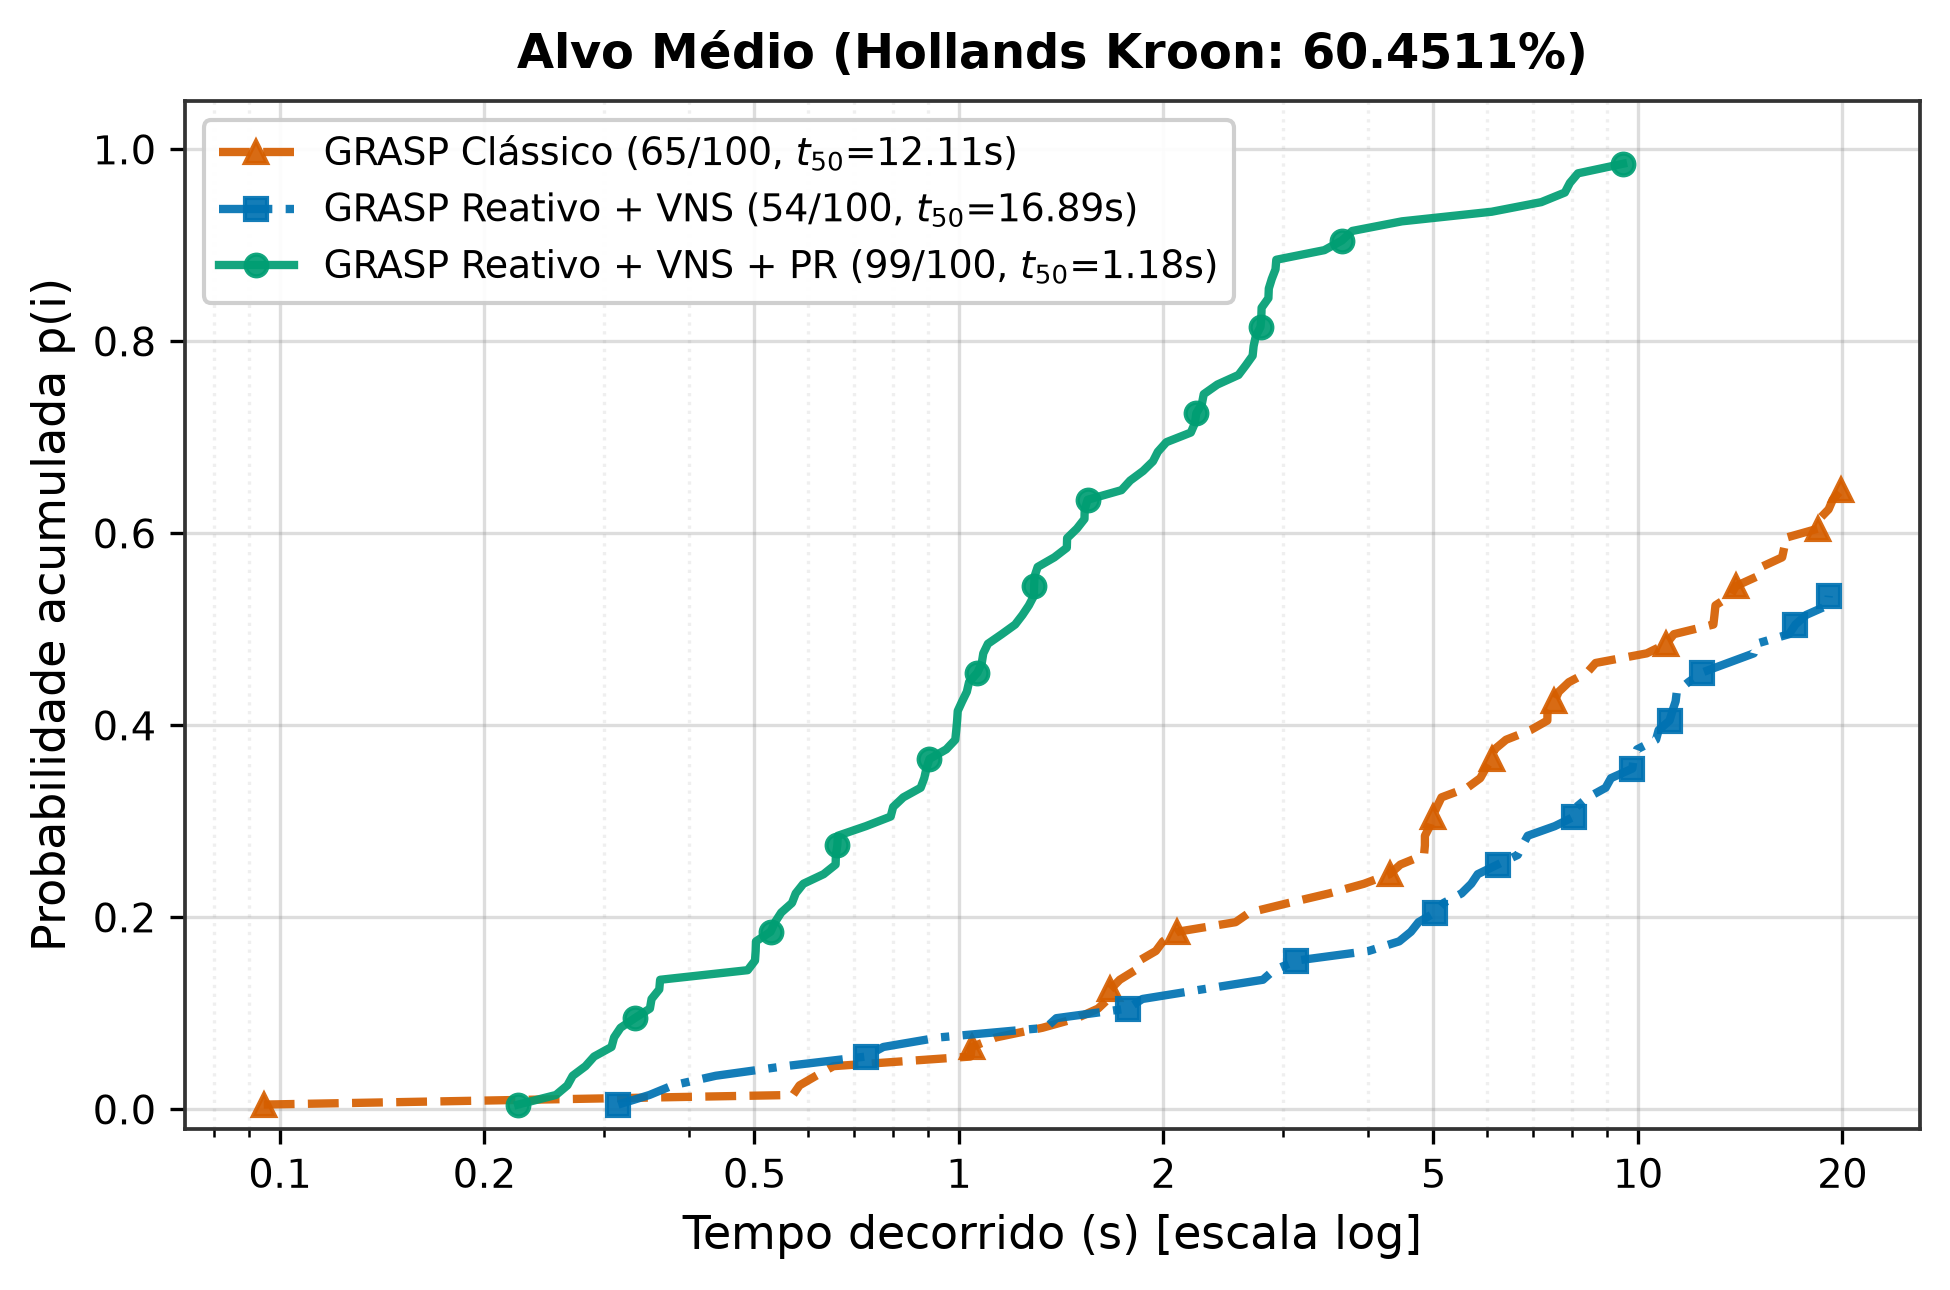 Alvo Médio (Hollands Kroon: 60.4511%)
GRASP Clássico (65/100, t50=12.11s)
GRASP Reativo + VNS (54/100, t50=16.89s)
GRASP Reativo + VNS + PR (99/100, t50=1.18s)
Probabilidade acumulada p(i)
1.0
0.8
0.6
0.4
0.2
0.0
0.1 0.2 0.5 1 2 5 10 20
Tempo decorrido (s) [escala log]